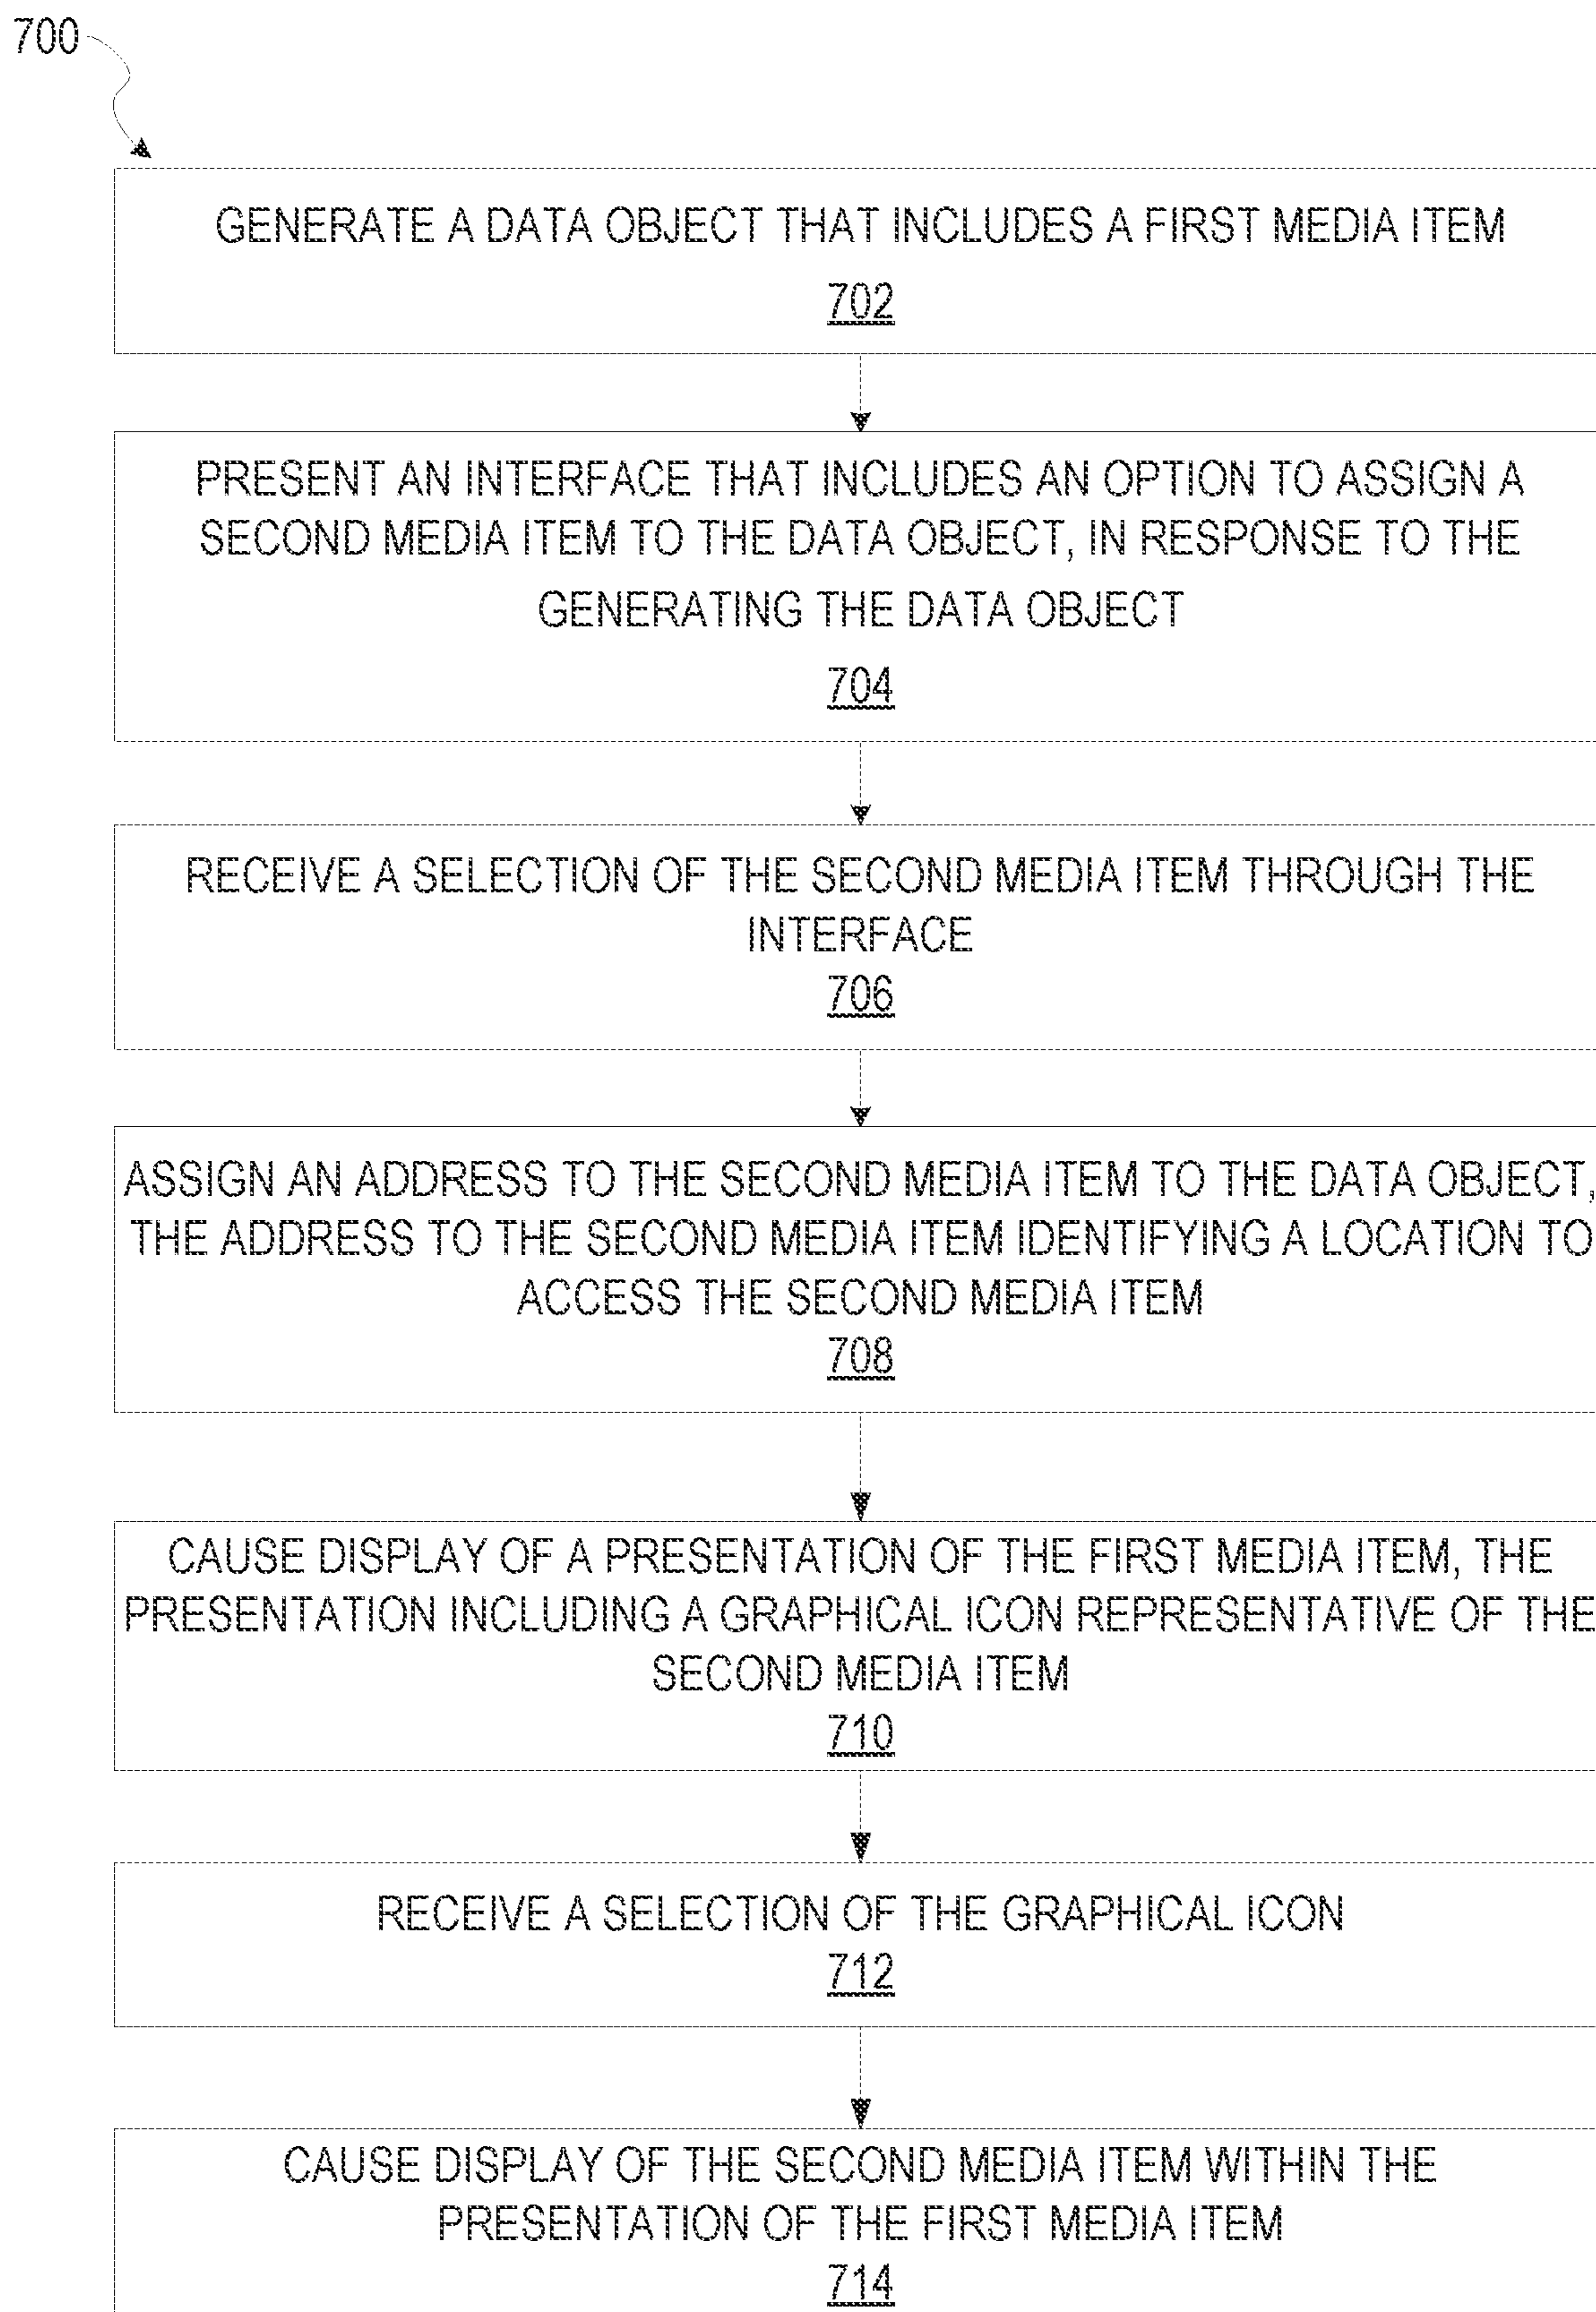 700
GENERATE A DATA OBJECT THAT INCLUDES A FIRST MEDIA ITEM
702
PRESENT AN INTERFACE THAT INCLUDES AN OPTION TO ASSIGN A
SECOND MEDIA ITEM TO THE DATA OBJECT, IN RESPONSE TO THE
GENERATING THE DATA OBJECT
704
RECEIVE A SELECTION OF THE SECOND MEDIA ITEM THROUGH THE
INTERFACE
706
ASSIGN AN ADDRESS TO THE SECOND MEDIA ITEM TO THE DATA OBJECT,
THE ADDRESS TO THE SECOND MEDIA ITEM IDENTIFYING A LOCATION TO
ACCESS THE SECOND MEDIA ITEM
708
CAUSE DISPLAY OF A PRESENTATION OF THE FIRST MEDIA ITEM, THE
PRESENTATION INCLUDING A GRAPHICAL ICON REPRESENTATIVE OF THE
SECOND MEDIA ITEM
710
RECEIVE A SELECTION OF THE GRAPHICAL ICON
712
CAUSE DISPLAY OF THE SECOND MEDIA ITEM WITHIN THE
PRESENTATION OF THE FIRST MEDIA ITEM
714